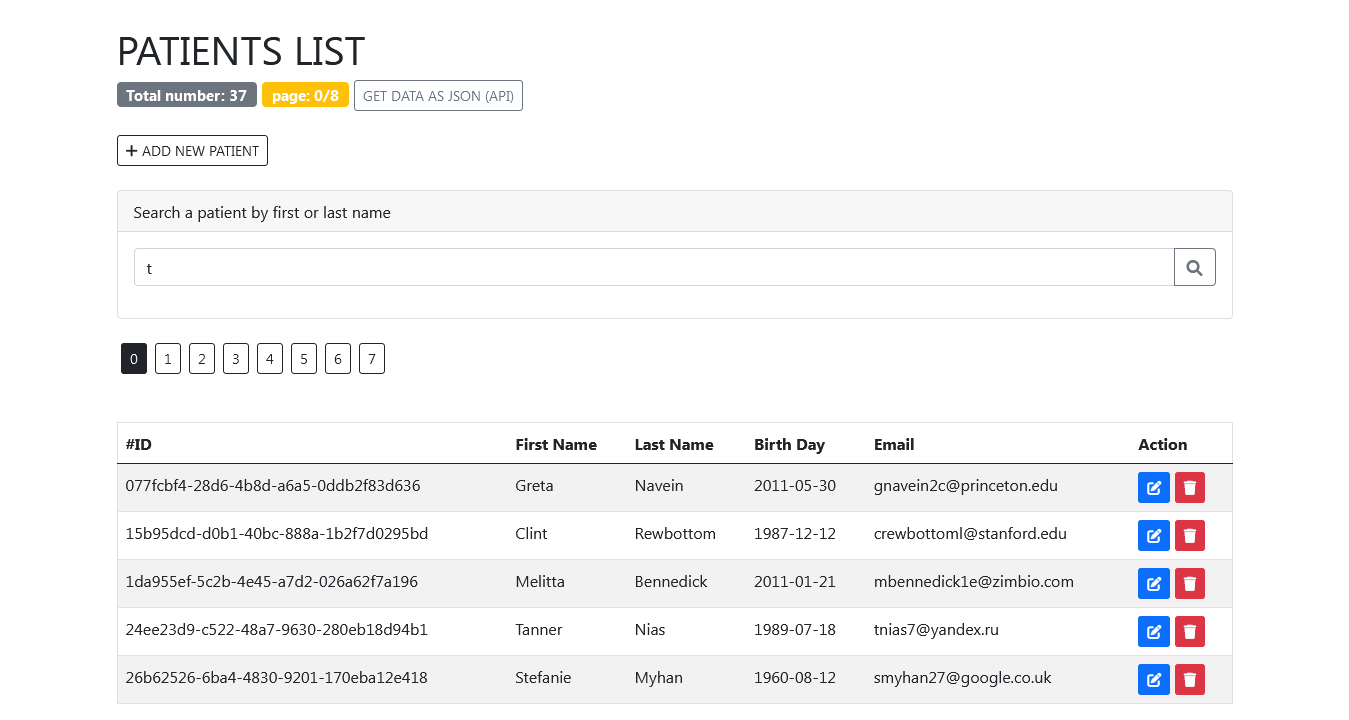 PATIENTS LIST
Total number: 37 page: 0/8 GET DATA AS JSON (API)
+ ADD NEW PATIENT
Search a patient by first or last name
t
0 1 2 3 4 5 6 7
#ID First Name Last Name Birth Day Email Action
077fcbf4-28d6-4b8d-a6a5-0ddb2f83d636 Greta Navein 2011-05-30 gnavein2c@princeton.edu
15b95dcd-d0b1-40bc-888a-1b2f7d0295bd Clint Rewbottom 1987-12-12 crewbottoml@stanford.edu
1da955ef-5c2b-4e45-a7d2-026a62f7a196 Melitta Bennedick 2011-01-21 mbennedick1e@zimbio.com
24ee23d9-c522-48a7-9630-280eb18d94b1 Tanner Nias 1989-07-18 tnias7@yandex.ru
26b62526-6ba4-4830-9201-170eba12e418 Stefanie Myhan 1960-08-12 smyhan27@google.co.uk